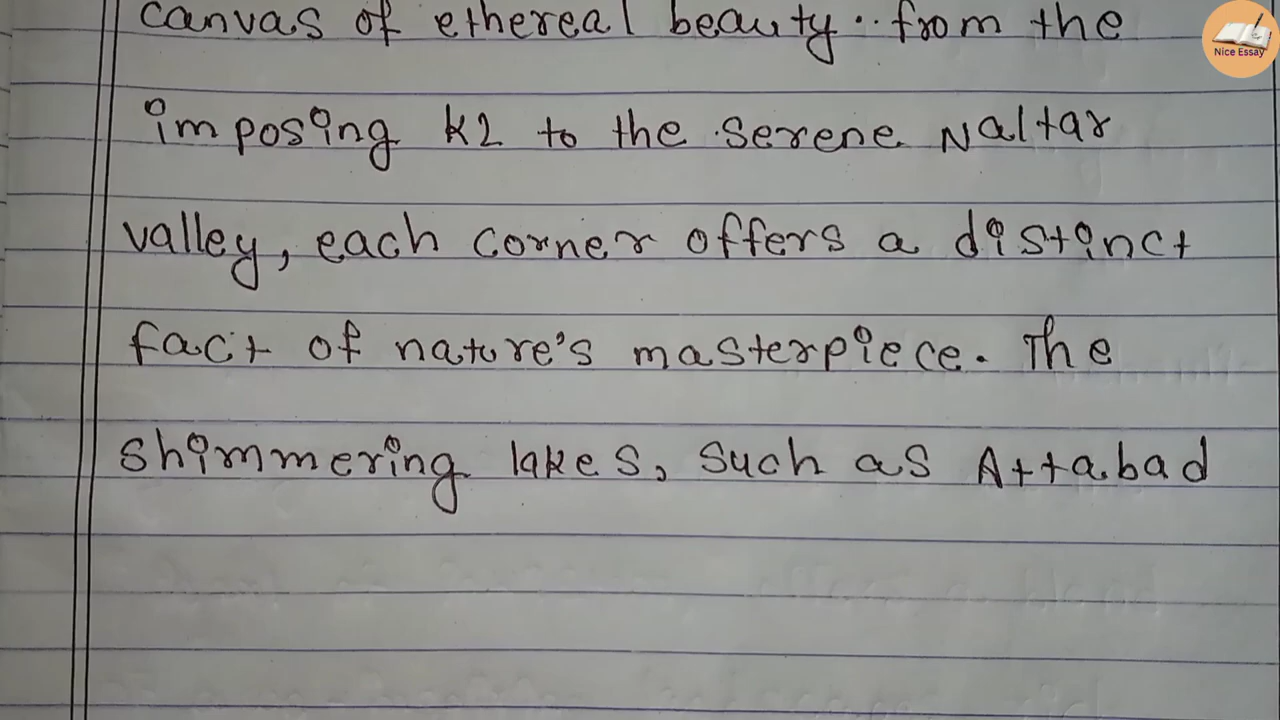 canvas of ethereal beauty.. from the
imposing K2 to the serene Naltar
valley, each corner offers a distinct
fact of nature's masterpiece. The
shimmering lakes, such as Attabad
Nice Essay